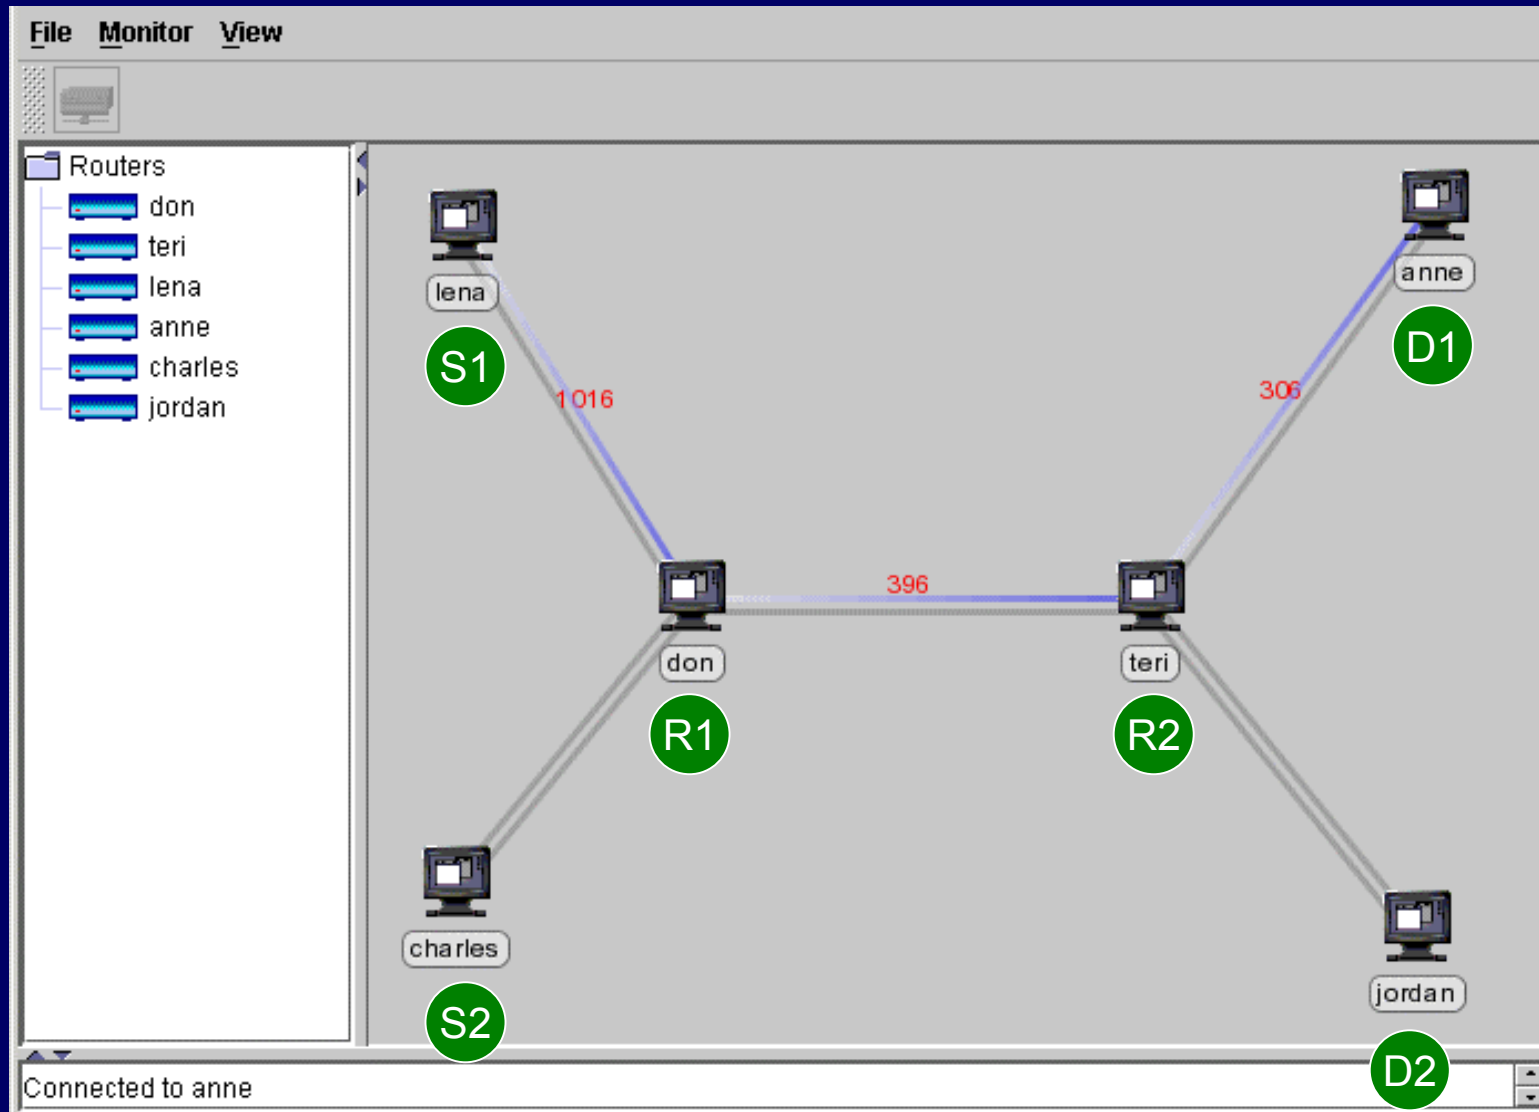 File Monitor View
Routers
don
teri
lena
anne
charles
jordan
lena
S1
1016
anne
D1
306
396
don
R1
teri
R2
charles
S2
jordan
D2
Connected to anne